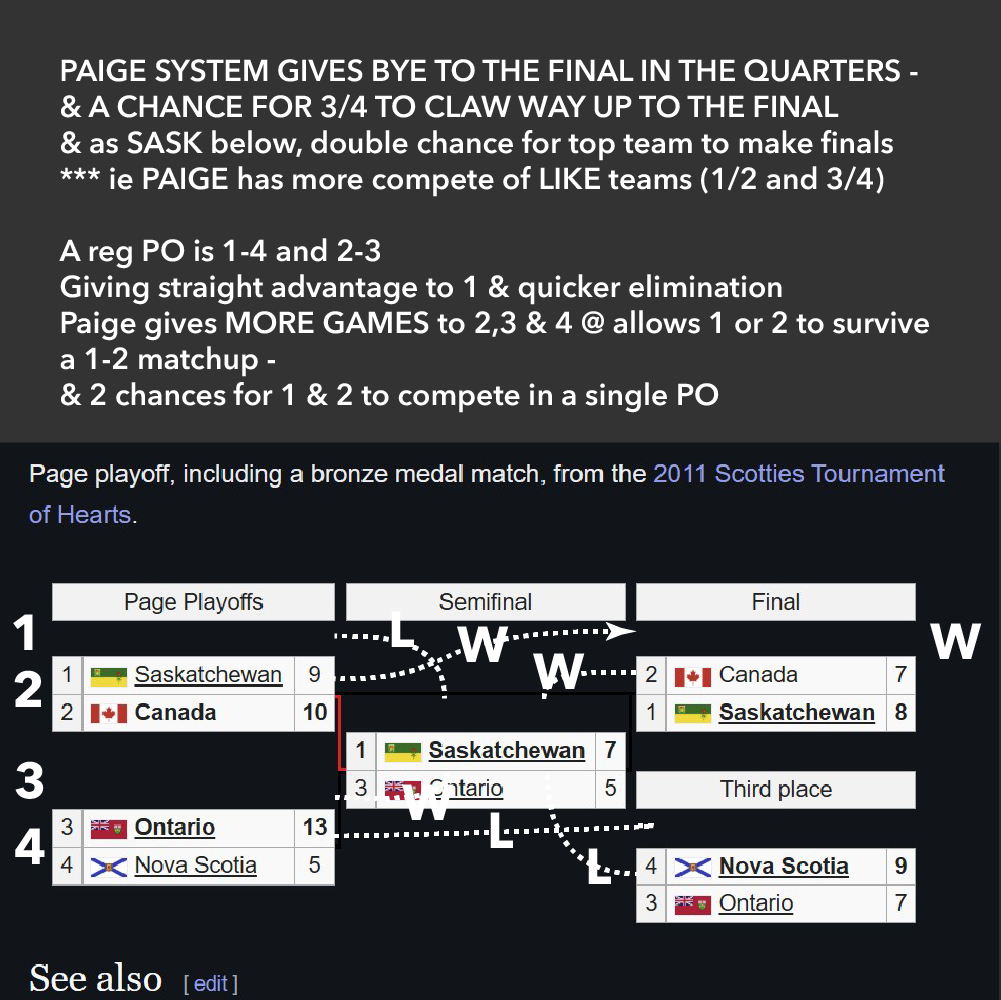 PAIGE SYSTEM GIVES BYE TO THE FINAL IN THE QUARTERS -
& A CHANCE FOR 3/4 TO CLAW WAY UP TO THE FINAL
& as SASK below, double chance for top team to make finals
*** ie PAIGE has more compete of LIKE teams (1/2 and 3/4)
A reg PO is 1-4 and 2-3
Giving straight advantage to 1 & quicker elimination
Paige gives MORE GAMES to 2,3 & 4 @ allows 1 or 2 to survive
a 1-2 matchup -
& 2 chances for 1 & 2 to compete in a single PO
Page playoff, including a bronze medal match, from the 2011 Scotties Tournament
of Hearts.
Page Playoffs Semifinal Final
1 L W W
2 W
1 Saskatchewan 9 2 Canada 7
2 Canada 10 1 Saskatchewan 8
1 Saskatchewan 7
3 3 Ontario 5 Third place
W
3 Ontario 13 L
4
4 Nova Scotia 5 L 4 Nova Scotia 9
3 Ontario 7
See also [ edit ]